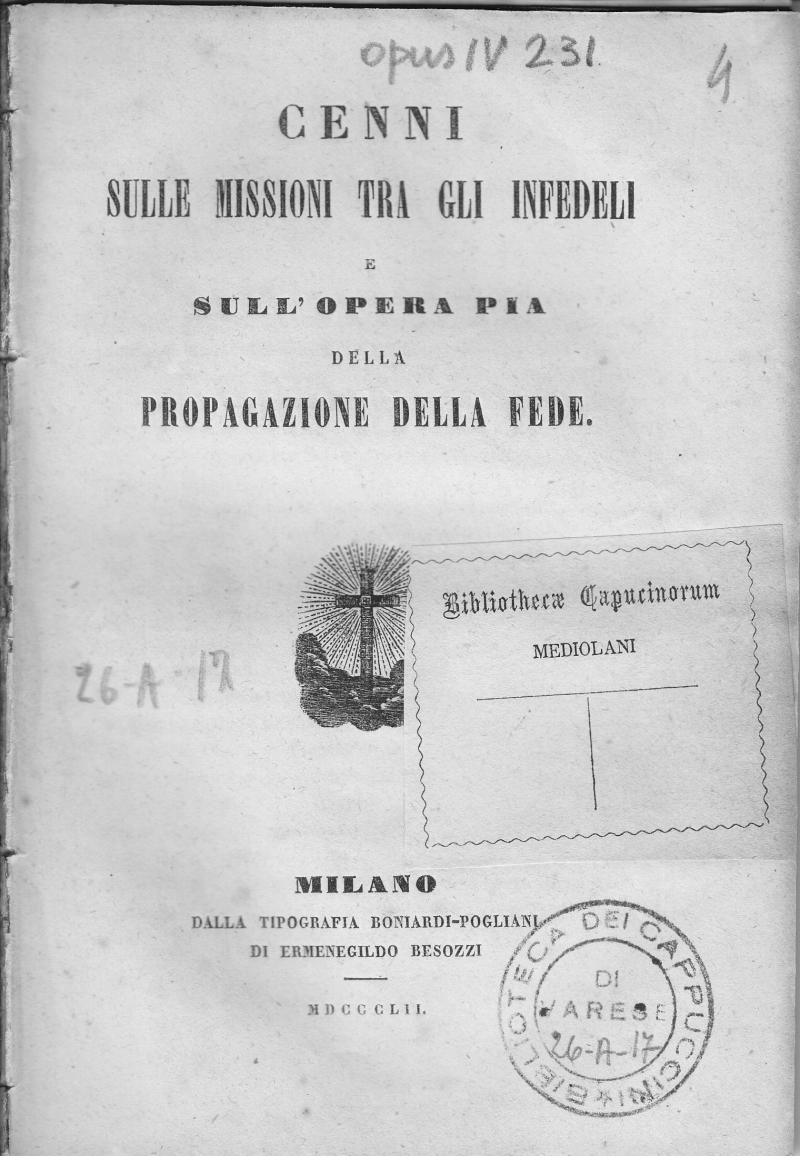 opus IV 231
4
CENNI
SULLE MISSIONI TRA GLI INFEDELI
E
SULL' OPERA PIA
DELLA
PROPAGAZIONE DELLA FEDE.
Bibliothecæ Capucinorum
MEDIOLANI
26-A-17
MILANO
DALLA TIPOGRAFIA BONIARDI-POGLIANI
DI ERMENEGILDO BESOZZI
MDCCCLII.
BIBLIOTECA DEI CAPPUCCINI
DI
VARESE
26-A-17